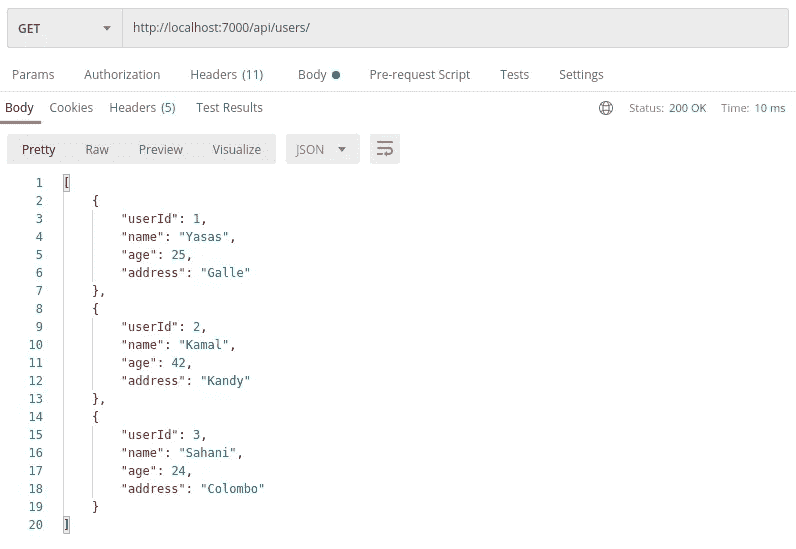 GET http://localhost:7000/api/users/
Params Authorization Headers (11) Body Pre-request Script Tests Settings
Body Cookies Headers (5) Test Results Status: 200 OK Time: 10 ms
Pretty Raw Preview Visualize JSON
1 [
2 {
3 "userId": 1,
4 "name": "Yasas",
5 "age": 25,
6 "address": "Galle"
7 },
8 {
9 "userId": 2,
10 "name": "Kamal",
11 "age": 42,
12 "address": "Kandy"
13 },
14 {
15 "userId": 3,
16 "name": "Sahani",
17 "age": 24,
18 "address": "Colombo"
19 }
20 ]